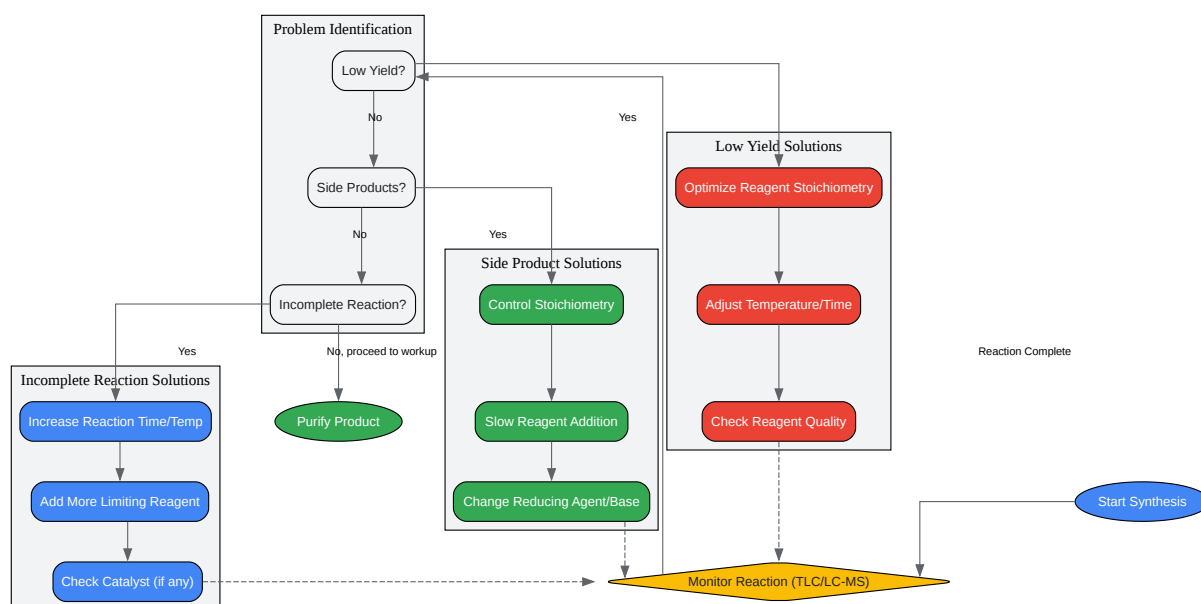 Problem Identification
Low Yield?
No
Yes
Low Yield Solutions
Side Products?
Optimize Reagent Stoichiometry
No
Yes
Side Product Solutions
Incomplete Reaction?
Control Stoichiometry
Adjust Temperature/Time
Yes
No, proceed to workup
Reaction Complete
Incomplete Reaction Solutions
Increase Reaction Time/Temp
Purify Product
Slow Reagent Addition
Check Reagent Quality
Add More Limiting Reagent
Change Reducing Agent/Base
Start Synthesis
Check Catalyst (if any)
Monitor Reaction (TLC/LC-MS)